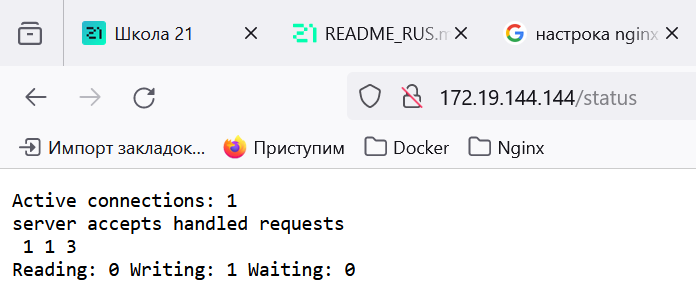 Школа 21
README_RUS.m
настрока nginx
172.19.144.144/status
Импорт закладок...
Приступим
Docker
Nginx
Active connections: 1
server accepts handled requests
1 1 3
Reading: 0 Writing: 1 Waiting: 0